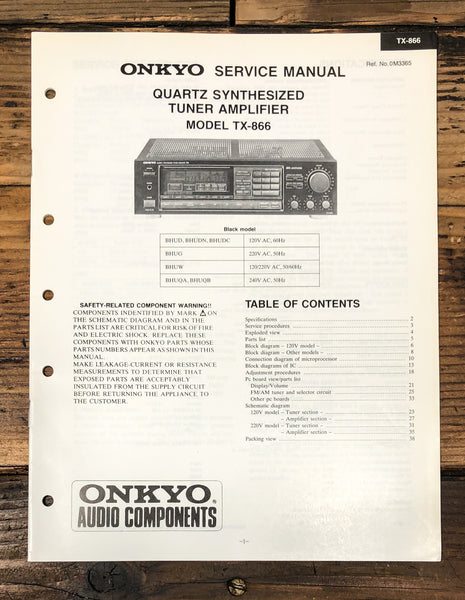 TX-866
Ref. No. 0M3365
ONKYO SERVICE MANUAL
QUARTZ SYNTHESIZED
TUNER AMPLIFIER
MODEL TX-866
ONKYO
Black model
BHUD, BHUDN, BHUDC 120V AC, 60Hz
BHUG 220V AC, 50Hz
BHUW 120/220V AC, 50/60Hz
BHUQA, BHUQB 240V AC, 50Hz
SAFETY-RELATED COMPONENT WARNING!!
COMPONENTS INDENTIFIED BY MARK ⚠ ON
THE SCHEMATIC DIAGRAM AND IN THE
PARTS LIST ARE CRITICAL FOR RISK OF FIRE
AND ELECTRIC SHOCK. REPLACE THESE
COMPONENTS WITH ONKYO PARTS WHOSE
PARTS NUMBERS APPEAR AS SHOWN IN THIS
MANUAL.
MAKE LEAKAGE-CURRENT OR RESISTANCE
MEASUREMENTS TO DETERMINE THAT
EXPOSED PARTS ARE ACCEPTABLY
INSULATED FROM THE SUPPLY CIRCUIT
BEFORE RETURNING THE APPLIANCE TO
THE CUSTOMER.
TABLE OF CONTENTS
Specifications 2
Service procedures 3
Exploded view 4
Parts list 5
Block diagram – 120V model – 6
Block diagram – Other models – 8
Connection diagram of microprocessor 10
Block diagrams of IC 13
Adjustment procedures 18
Pc board view/parts list
Display/Volume 21
FM/AM tuner and selector circuit 25
Other pc boards 33
Schematic diagram
120V model – Tuner section – 23
– Amplifier section – 27
220V model – Tuner section – 31
– Amplifier section – 35
Packing view 38
ONKYO®
AUDIO COMPONENTS
–1–